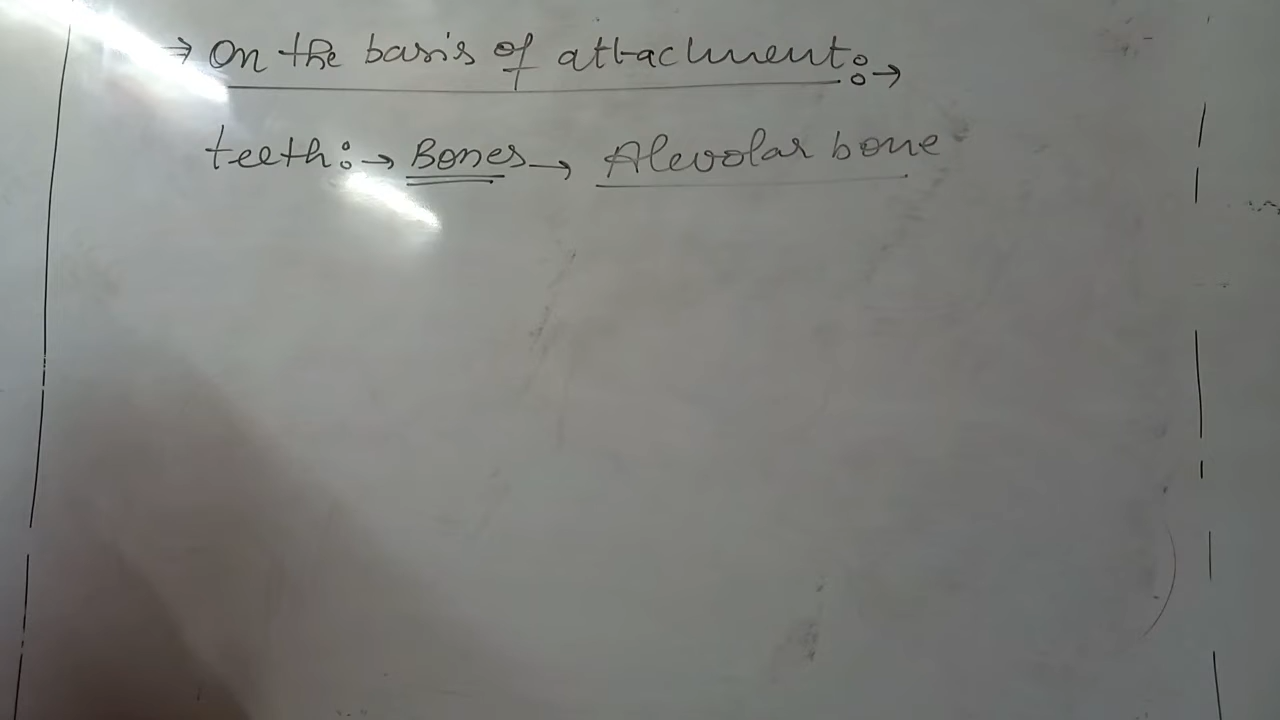 ⇒ On the basis of attachment:→
teeth:→ Bones → Alevolar bone